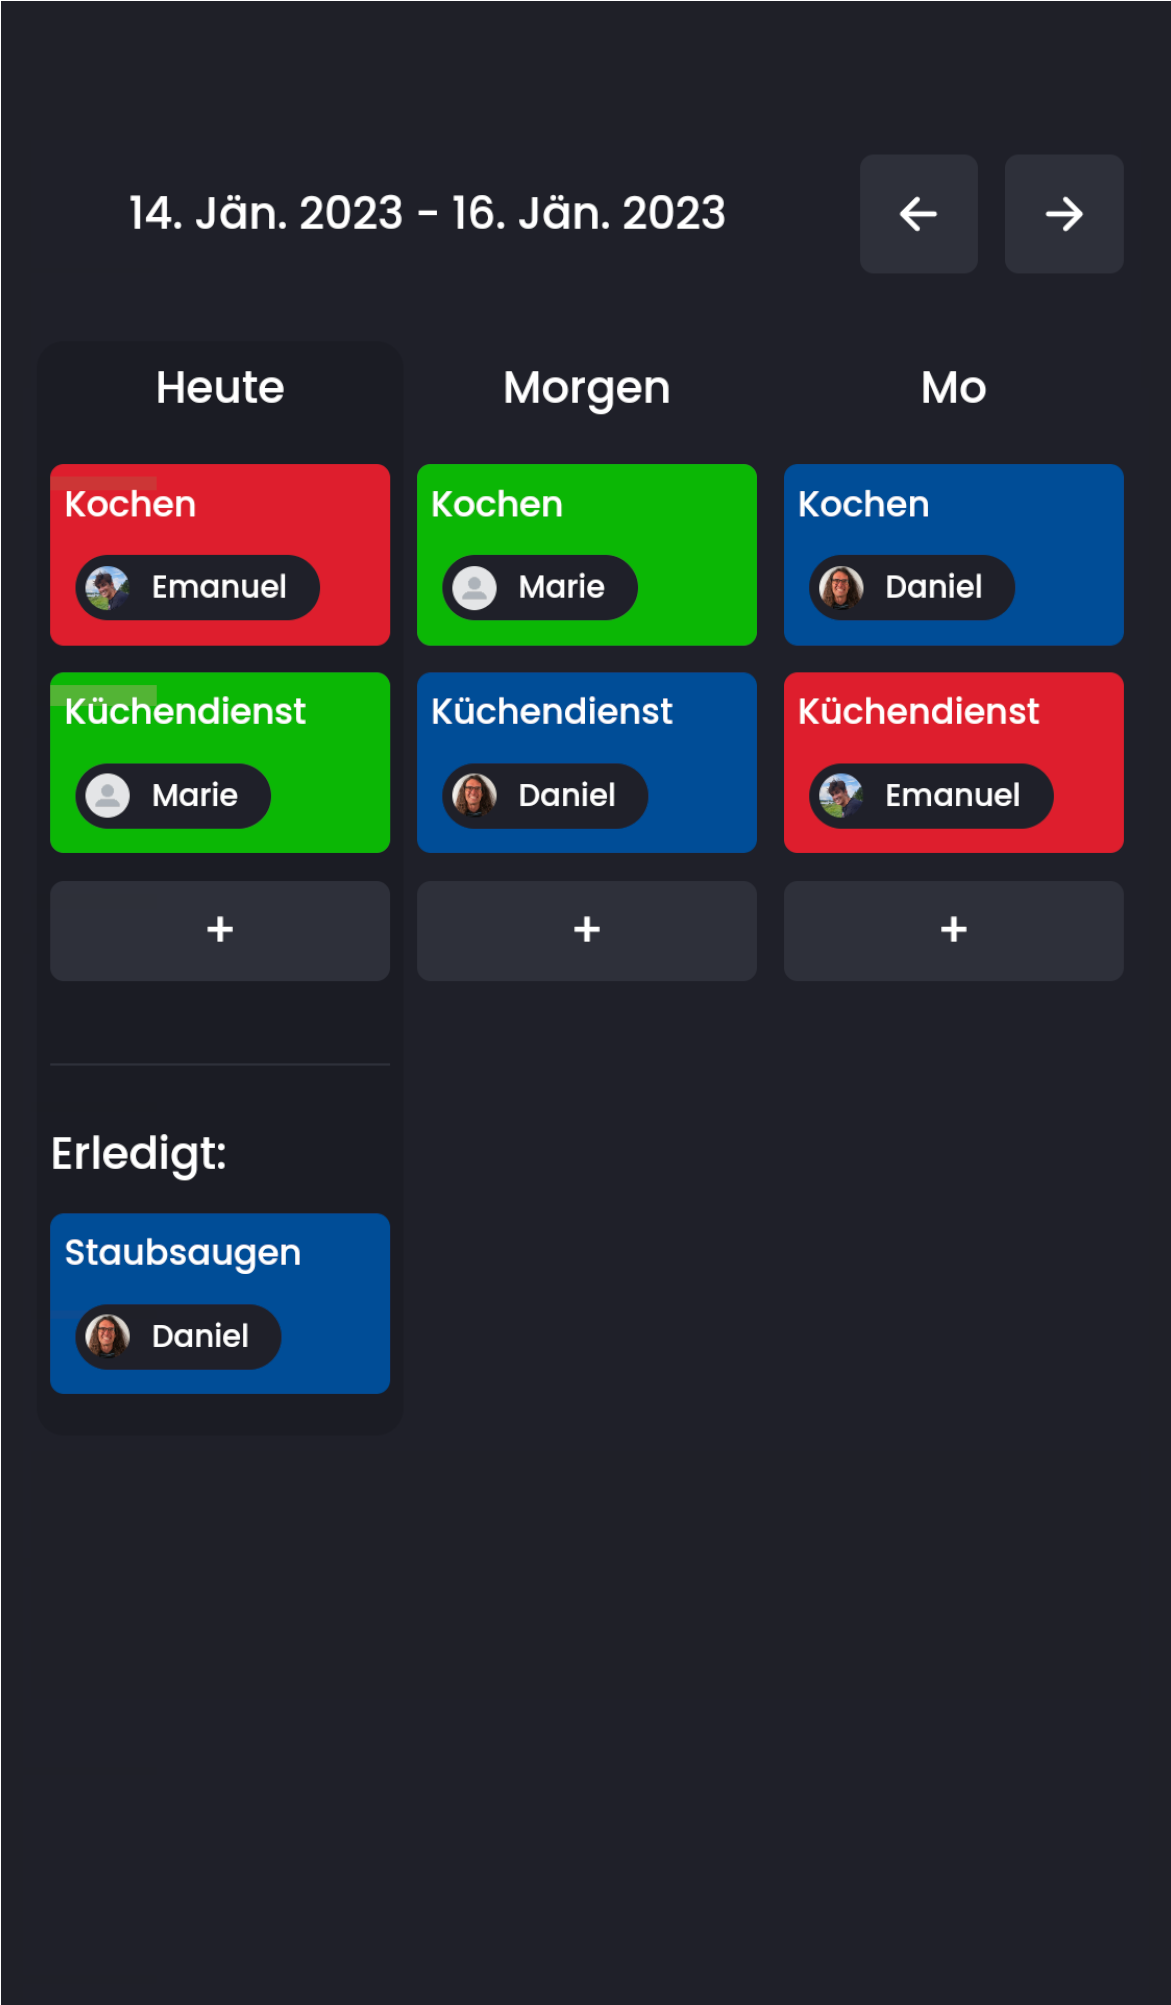 14. Jän. 2023 - 16. Jän. 2023
Heute
Kochen
Emanuel
Küchendienst
Marie
+
Erledigt:
Staubsaugen
Daniel
Morgen
Kochen
Marie
Küchendienst
Daniel
+
Mo
Kochen
Daniel
Küchendienst
Emanuel
+